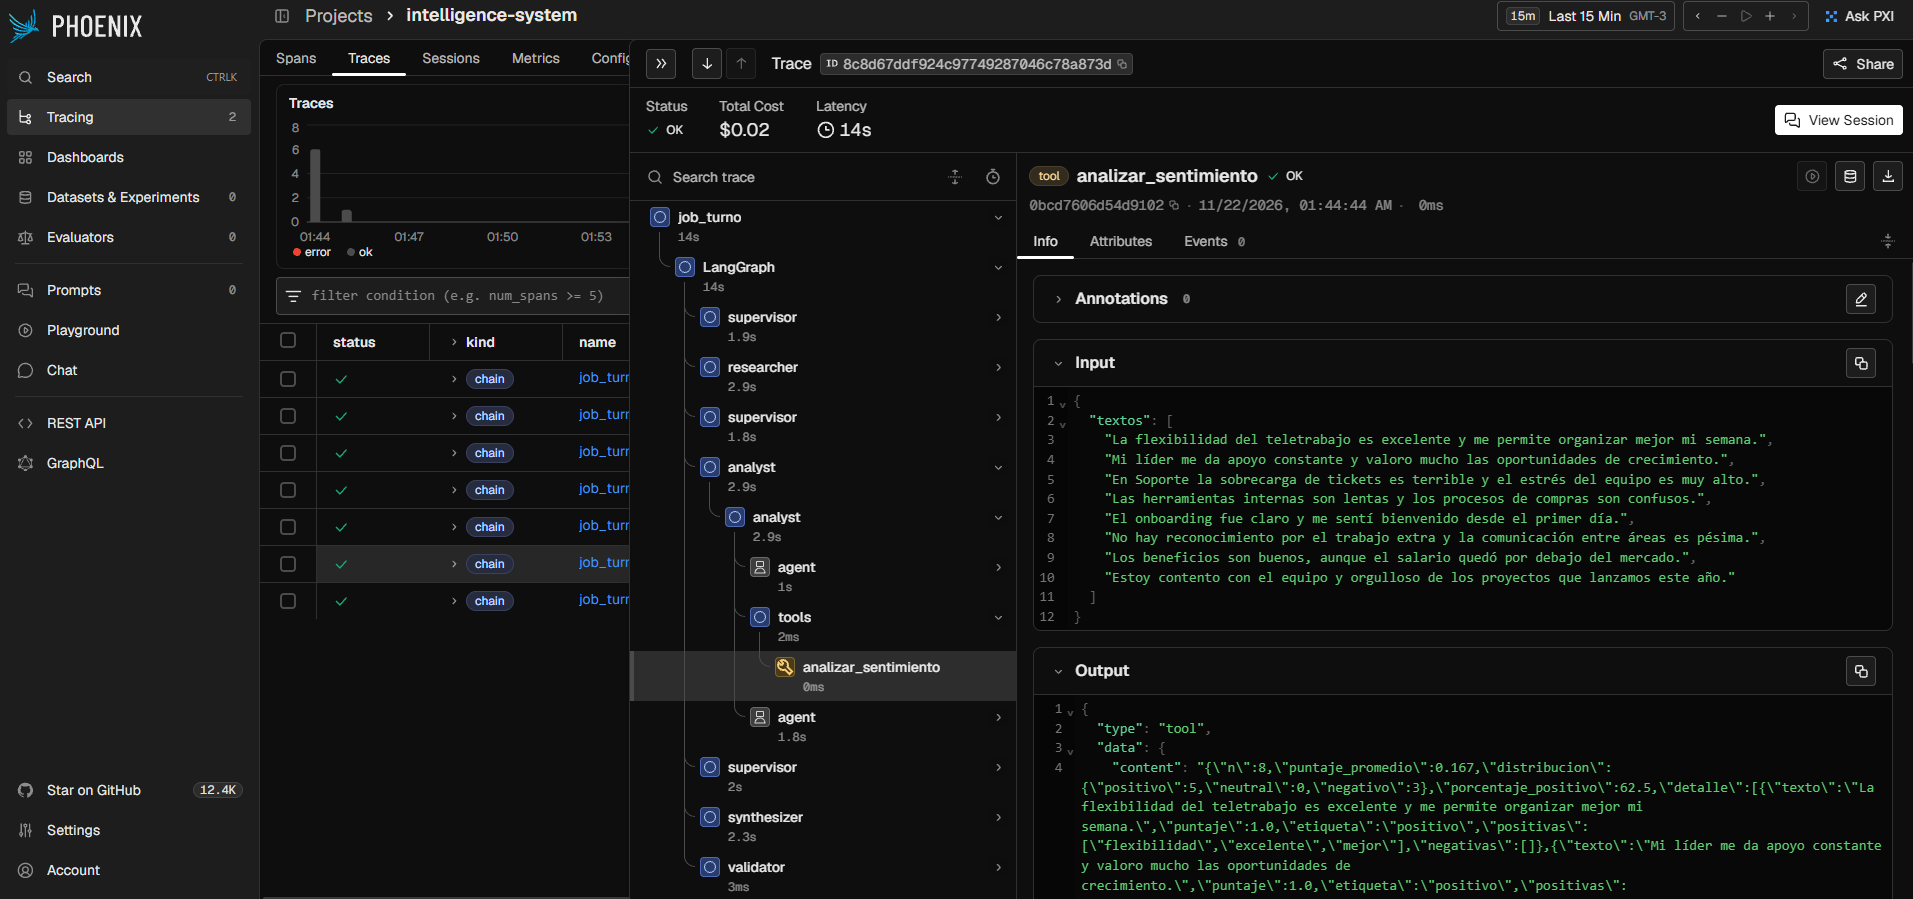 PHOENIX
Search CTRLK
Tracing 2
Dashboards
Datasets & Experiments 0
Evaluators 0
Prompts 0
Playground
Chat
REST API
GraphQL
Star on GitHub 12.4K
Settings
Account
Projects › intelligence-system
15m Last 15 Min GMT-3
Ask PXI
Spans Traces Sessions Metrics Config
Traces
8
6
4
2
0
01:44 01:47 01:50 01:53
error ok
filter condition (e.g. num_spans >= 5)
status kind name
chain job_turn
chain job_turn
chain job_turn
chain job_turn
chain job_turn
chain job_turn
chain job_turn
Trace ID 8c8d67ddf924c97749287046c78a873d
Share
Status Total Cost Latency
OK $0.02 14s
View Session
Search trace
job_turno
14s
LangGraph
14s
supervisor
1.9s
researcher
2.9s
supervisor
1.8s
analyst
2.9s
analyst
2.9s
agent
1s
tools
2ms
analizar_sentimiento
0ms
agent
1.8s
supervisor
2s
synthesizer
2.3s
validator
3ms
tool analizar_sentimiento OK
0bcd7606d54d9102 · 11/22/2026, 01:44:44 AM · 0ms
Info Attributes Events 0
Annotations 0
Input
1 {
2 "textos": [
3 "La flexibilidad del teletrabajo es excelente y me permite organizar mejor mi semana.",
4 "Mi líder me da apoyo constante y valoro mucho las oportunidades de crecimiento.",
5 "En Soporte la sobrecarga de tickets es terrible y el estrés del equipo es muy alto.",
6 "Las herramientas internas son lentas y los procesos de compras son confusos.",
7 "El onboarding fue claro y me sentí bienvenido desde el primer día.",
8 "No hay reconocimiento por el trabajo extra y la comunicación entre áreas es pésima.",
9 "Los beneficios son buenos, aunque el salario quedó por debajo del mercado.",
10 "Estoy contento con el equipo y orgulloso de los proyectos que lanzamos este año."
11 ]
12 }
Output
1 {
2 "type": "tool",
3 "data": {
4 "content": "{\"n\":8,\"puntaje_promedio\":0.167,\"distribucion\":
{\"positivo\":5,\"neutral\":0,\"negativo\":3},\"porcentaje_positivo\":62.5,\"detalle\":[{\"texto\":\"La
flexibilidad del teletrabajo es excelente y me permite organizar mejor mi
semana.\",\"puntaje\":1.0,\"etiqueta\":\"positivo\",\"positivas\":
[\"flexibilidad\",\"excelente\",\"mejor\"],\"negativas\":[]},{\"texto\":\"Mi líder me da apoyo constante
y valoro mucho las oportunidades de
crecimiento.\",\"puntaje\":1.0,\"etiqueta\":\"positivo\",\"positivas\":